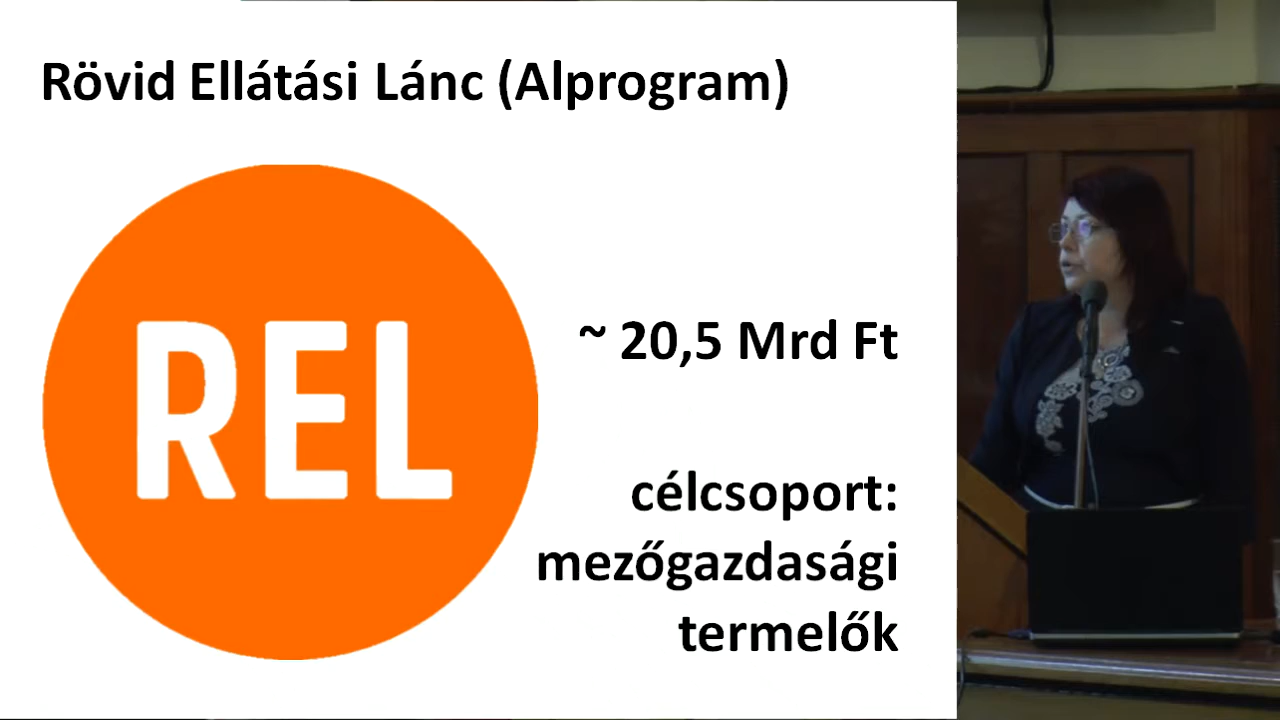 Rövid Ellátási Lánc (Alprogram)
REL
~ 20,5 Mrd Ft
célcsoport:
mezőgazdasági
termelők